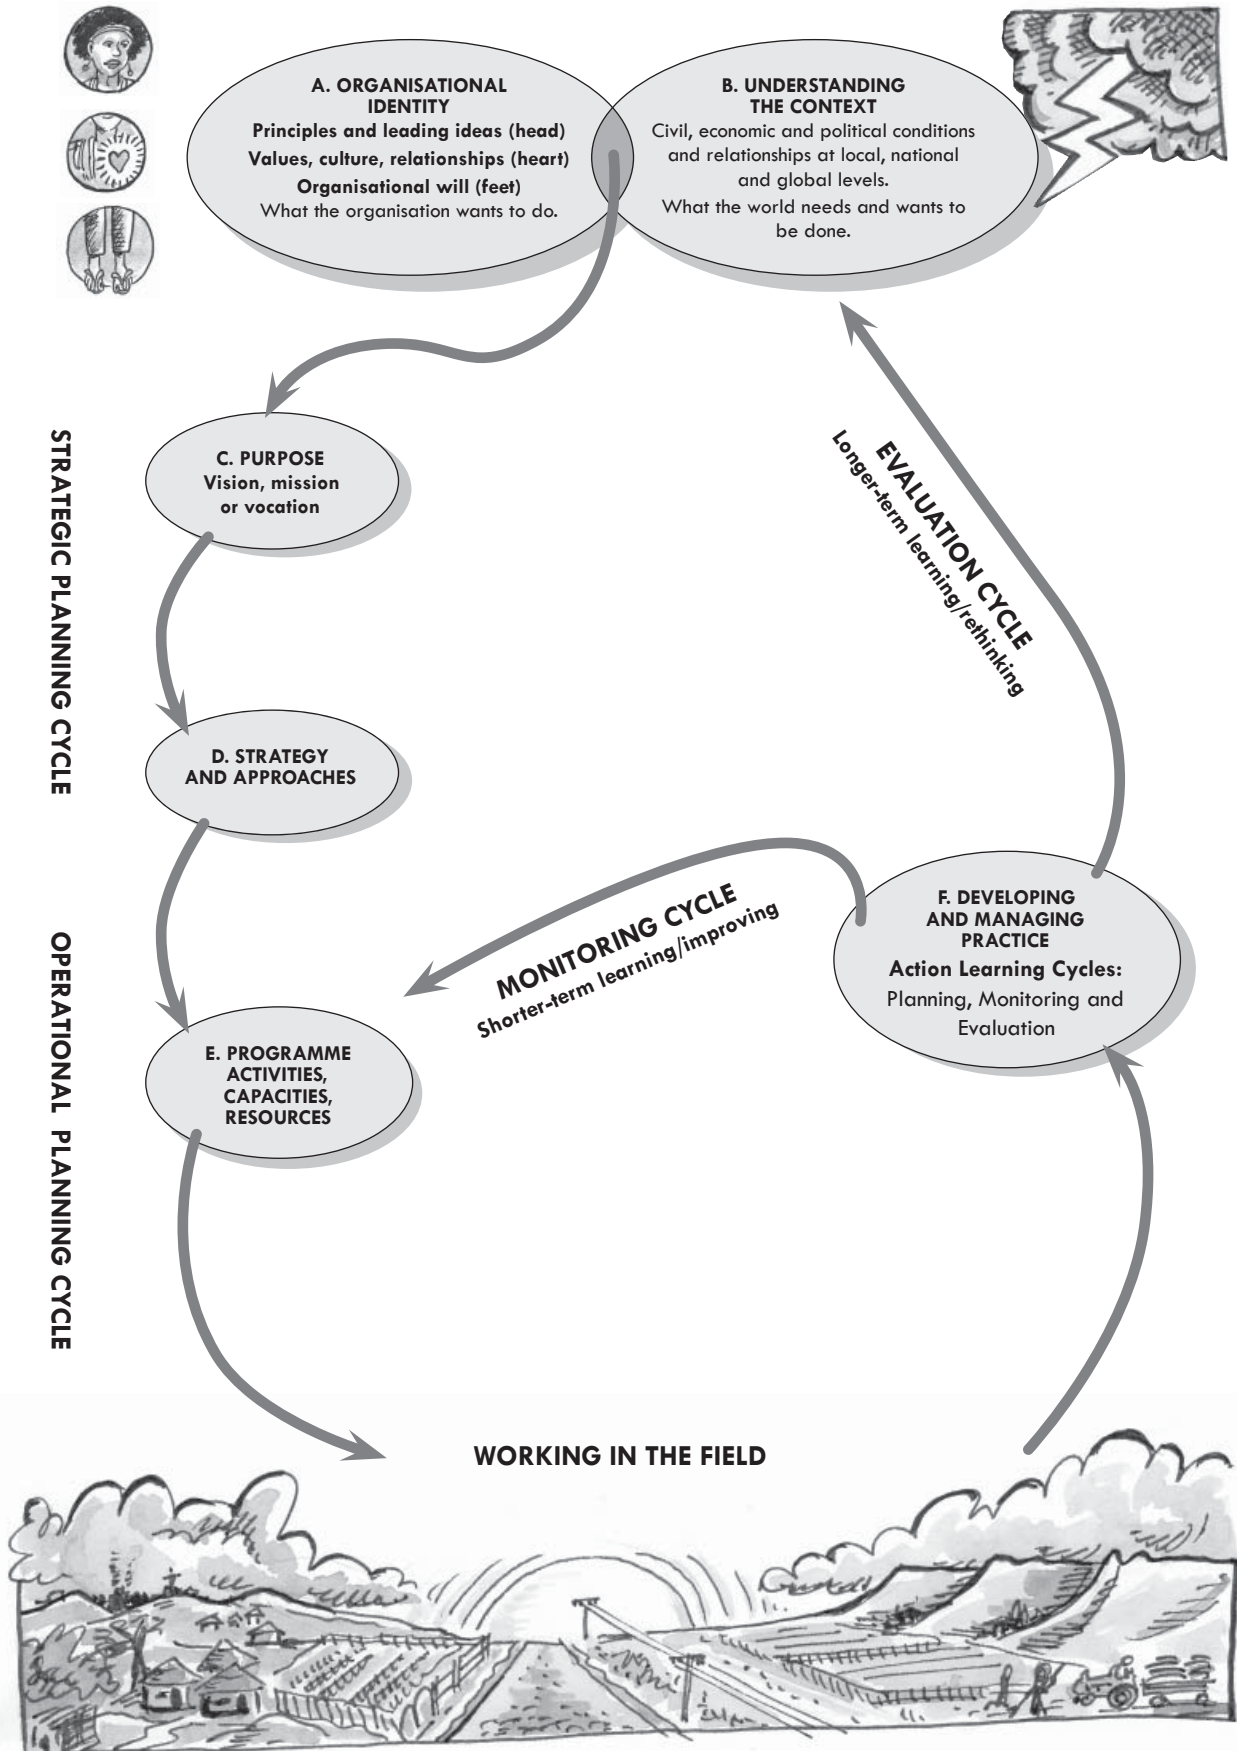 A. ORGANISATIONAL
IDENTITY
Principles and leading ideas (head)
Values, culture, relationships (heart)
Organisational will (feet)
What the organisation wants to do.
B. UNDERSTANDING
THE CONTEXT
Civil, economic and political conditions
and relationships at local, national
and global levels.
What the world needs and wants to
be done.
C. PURPOSE
Vision, mission
or vocation
STRATEGIC PLANNING CYCLE
EVALUATION CYCLE
Longer-term learning/rethinking
D. STRATEGY
AND APPROACHES
MONITORING CYCLE
Shorter-term learning/improving
F. DEVELOPING
AND MANAGING
PRACTICE
Action Learning Cycles:
Planning, Monitoring and
Evaluation
OPERATIONAL PLANNING CYCLE
E. PROGRAMME
ACTIVITIES,
CAPACITIES,
RESOURCES
WORKING IN THE FIELD